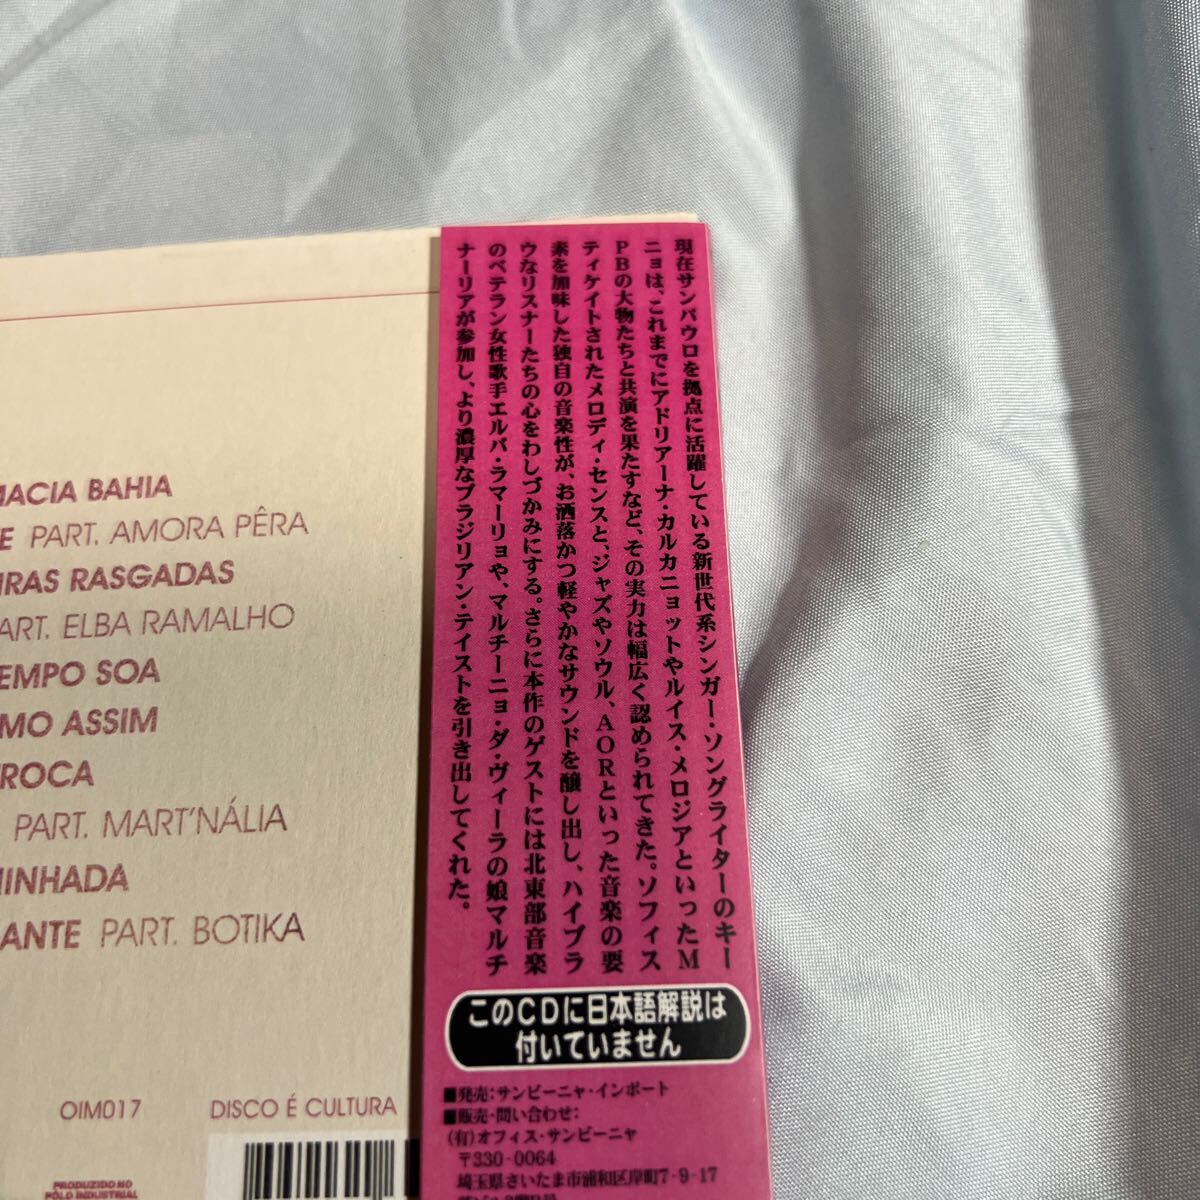 MACIA BAHIA
E PART. AMORA PÊRA
IRAS RASGADAS
ART. ELBA RAMALHO
EMPO SOA
MO ASSIM
TROCA
PART. MART'NÁLIA
MINHADA
ANTE PART. BOTIKA
OIM017 DISCO É CULTURA
PRODUZIDO NO
PÓLO INDUSTRIAL
現在サンパウロを拠点に活躍している新世代系シンガー・ソングライターのキー
ニョは、これまでにアドリアーナ・カルカニョットやルイス・メロジアといったM
PBの大物たちと共演を果たすなど、その実力は幅広く認められてきた。ソフィス
ティケイトされたメロディ・センスと、ジャズやソウル、AORといった音楽の要
素を加味した独自の音楽性が、お洒落かつ軽やかなサウンドを醸し出し、ハイブラ
ウなリスナーたちの心をわしづかみにする。さらに本作のゲストには北東部音楽
のベテラン女性歌手エルバ・ラマーリョや、マルチーニョ・ダ・ヴィーラの娘マルチ
ナーリアが参加し、より濃厚なブラジリアン・テイストを引き出してくれた。
このCDに日本語解説は
付いていません
■発売:サンビーニャ・インポート
■販売・問い合わせ:
(有)オフィス・サンビーニャ
〒330-0064
埼玉県さいたま市浦和区岸町7-9-17